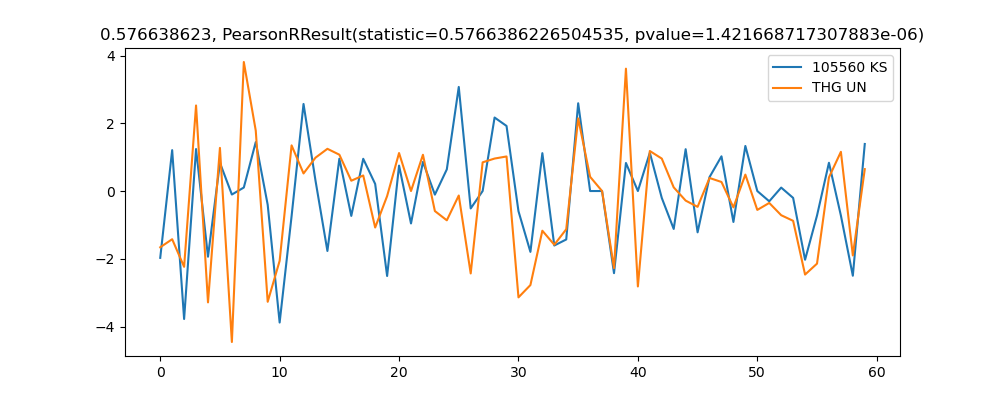 0.576638623, PearsonRResult(statistic=0.5766386226504535, pvalue=1.421668717307883e-06)
105560 KS
THG UN
4
2
0
−2
−4
0 10 20 30 40 50 60